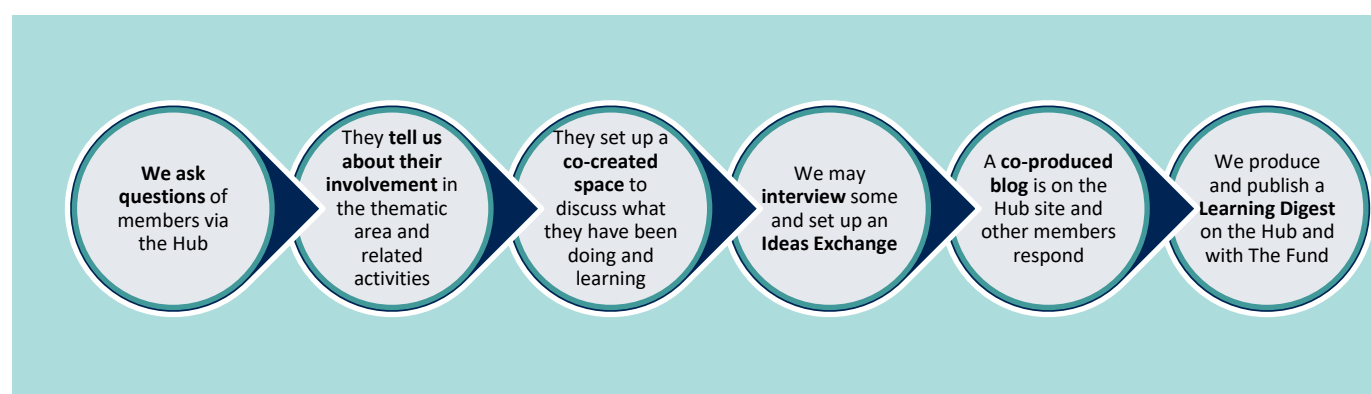 We ask
questions of
members via
the Hub
They tell us
about their
involvement in
the thematic
area and
related
activities
They set up a
co-created
space to
discuss what
they have been
doing and
learning
We may
interview some
and set up an
Ideas Exchange
A co-produced
blog is on the
Hub site and
other members
respond
We produce
and publish a
Learning Digest
on the Hub and
with The Fund